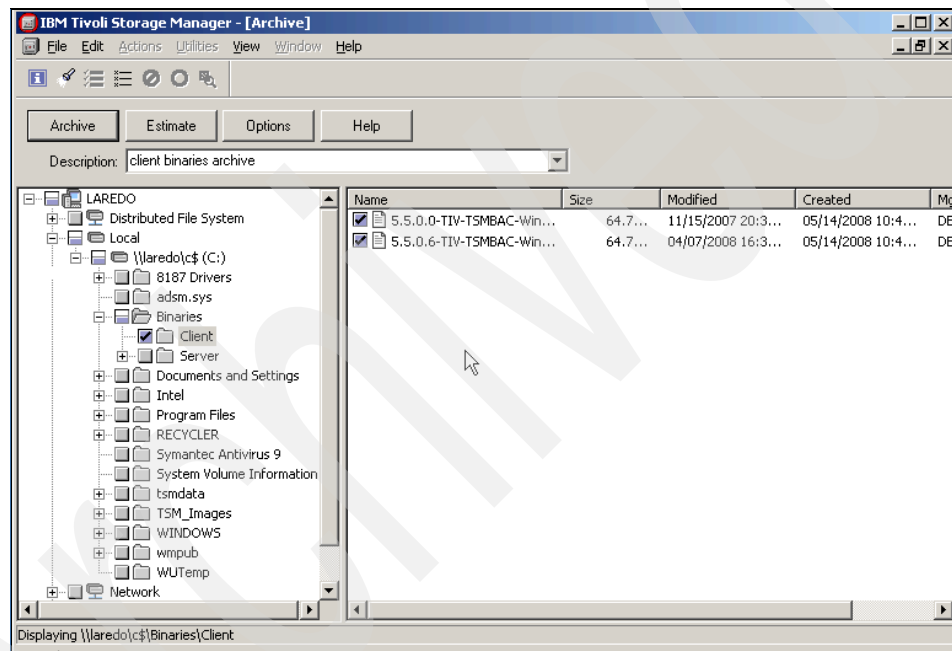 IBM Tivoli Storage Manager - [Archive]
File Edit Actions Utilities View Window Help
Archive Estimate Options Help
Description: client binaries archive
LAREDO
Distributed File System
Local
\\laredo\c$ (C:)
8187 Drivers
adsm.sys
Binaries
Client
Server
Documents and Settings
Intel
Program Files
RECYCLER
Symantec Antivirus 9
System Volume Information
tsmdata
TSM_Images
WINDOWS
wmpub
WUTemp
Network
Name Size Modified Created Mg
5.5.0.0-TIV-TSMBAC-Win... 64.7... 11/15/2007 20:3... 05/14/2008 10:4... DE
5.5.0.6-TIV-TSMBAC-Win... 64.7... 04/07/2008 16:3... 05/14/2008 10:4... DE
Displaying \\laredo\c$\Binaries\Client